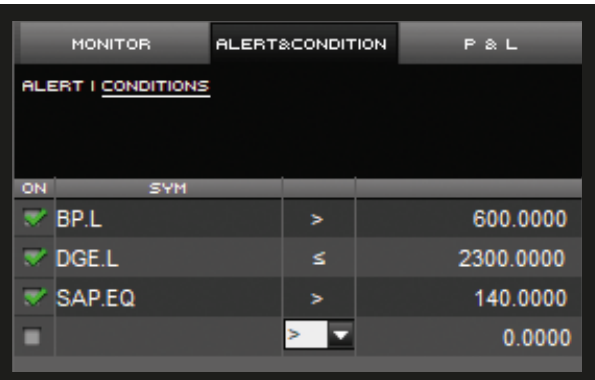 MONITOR ALERT&CONDITION P & L
ALERT | CONDITIONS
ON SYM
BP.L > 600.0000
DGE.L ≤ 2300.0000
SAP.EQ > 140.0000
> 0.0000